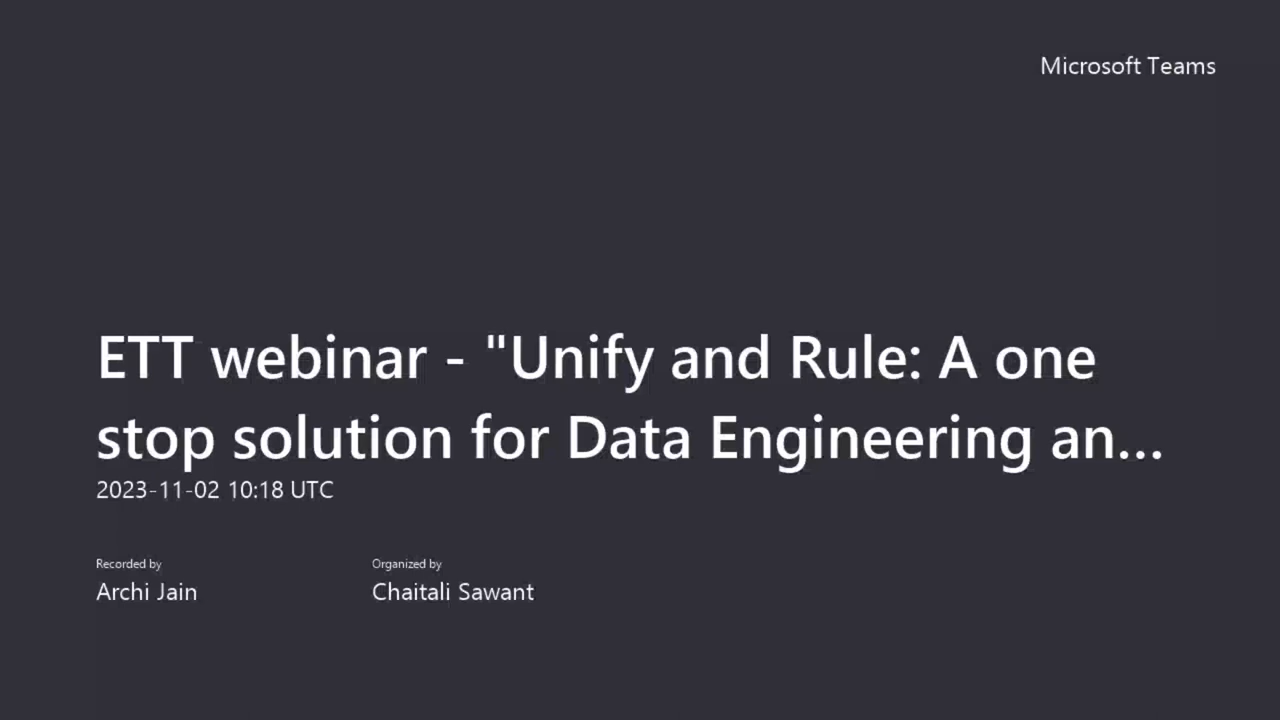 Microsoft Teams
ETT webinar - "Unify and Rule: A one
stop solution for Data Engineering an...
2023-11-02 10:18 UTC
Recorded by
Organized by
Archi Jain
Chaitali Sawant